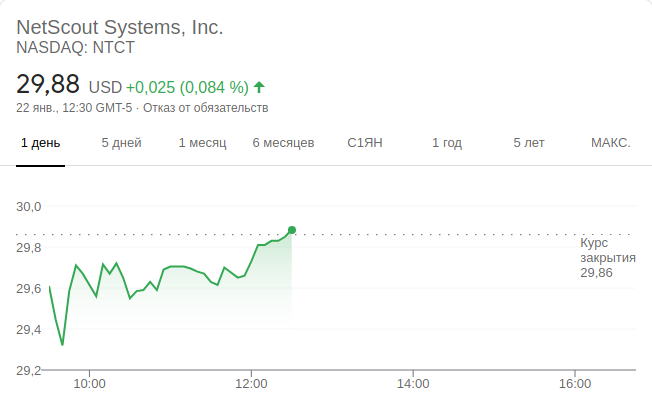 NetScout Systems, Inc.
NASDAQ: NTCT
29,88 USD +0,025 (0,084 %)
22 янв., 12:30 GMT-5 · Отказ от обязательств
1 день 5 дней 1 месяц 6 месяцев С1ЯН 1 год 5 лет МАКС.
30,0
29,8
29,6
29,4
29,2
Курс
закрытия
29,86
10:00 12:00 14:00 16:00